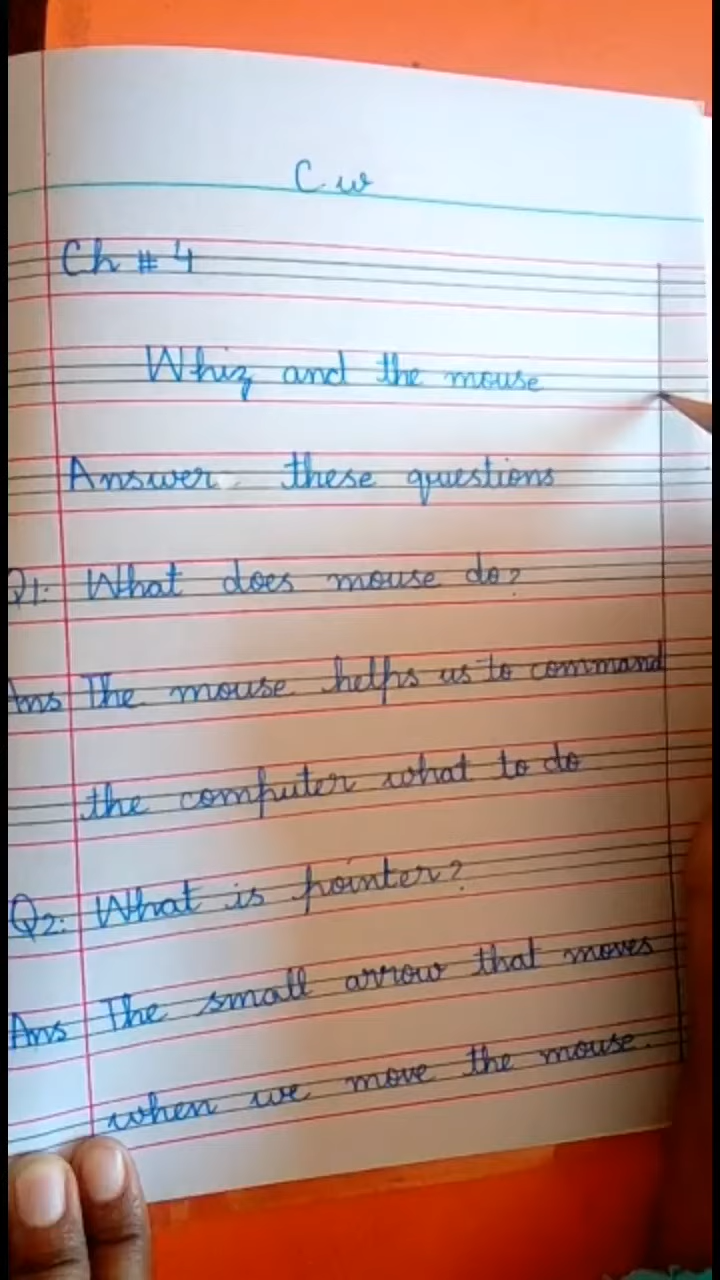 C w
Ch # 4
Whiz and the mouse
Answer these questions
Q1: What does mouse do?
Ans The mouse helps us to command
the computer what to do
Q2: What is pointer?
Ans The small arrow that moves
when we move the mouse.